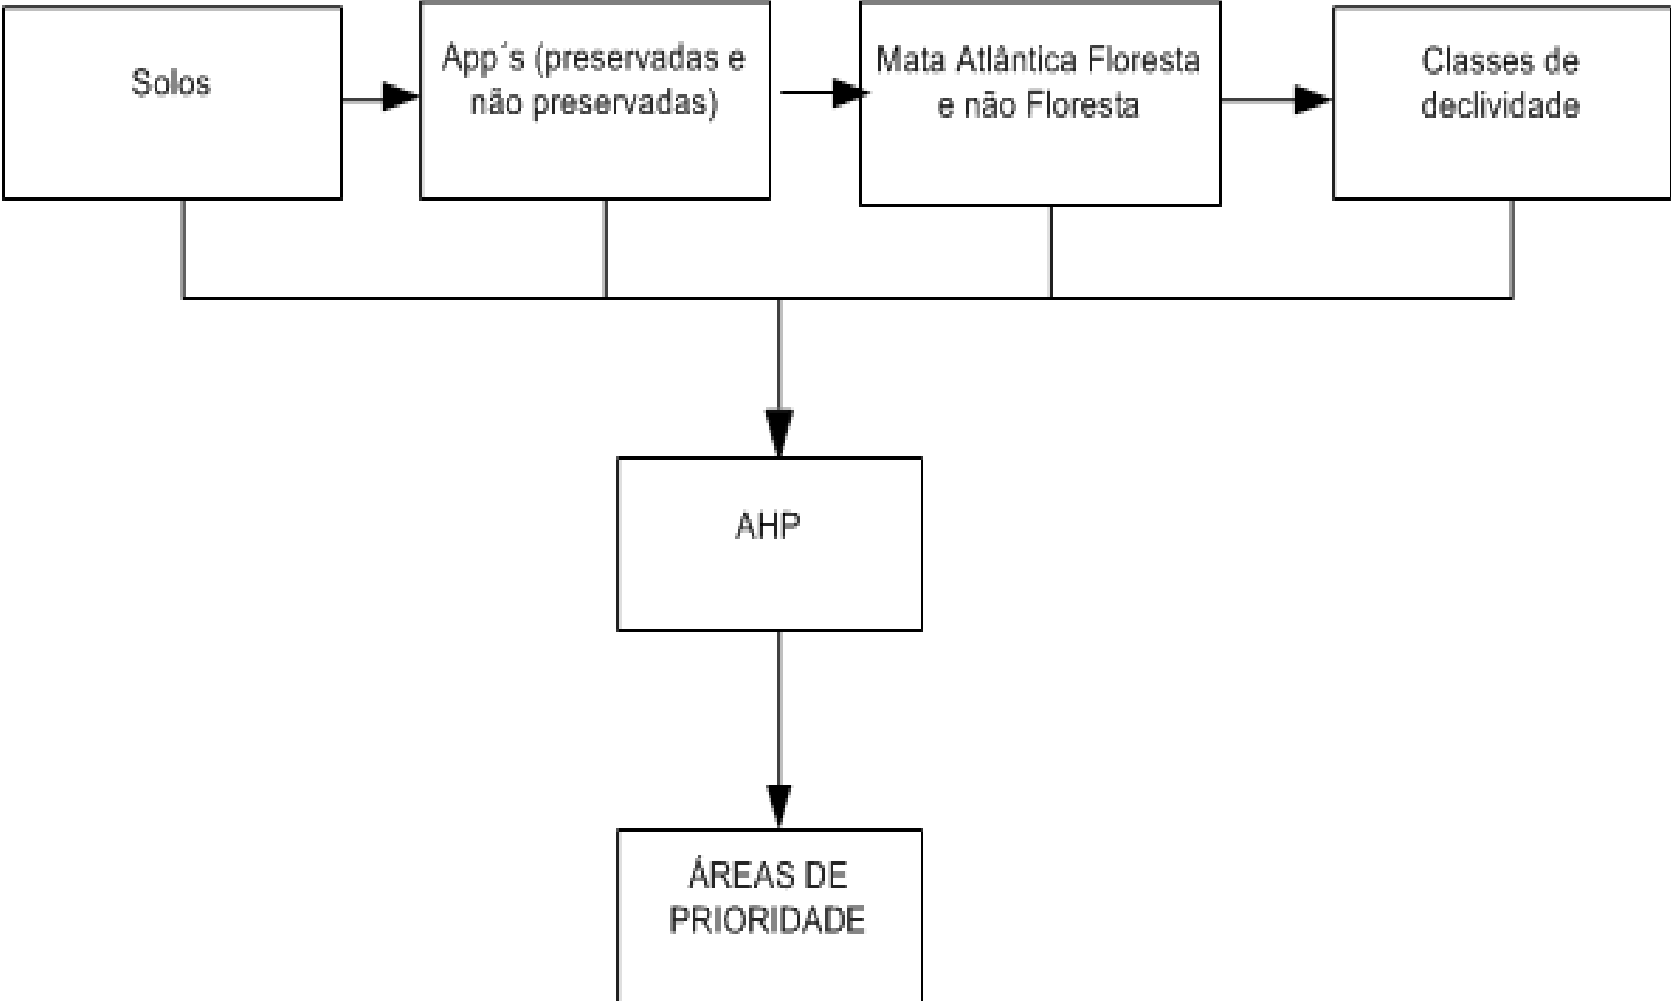 Solos
App´s (preservadas e
não preservadas)
Mata Atlântica Floresta
e não Floresta
Classes de
declividade
AHP
ÁREAS DE
PRIORIDADE